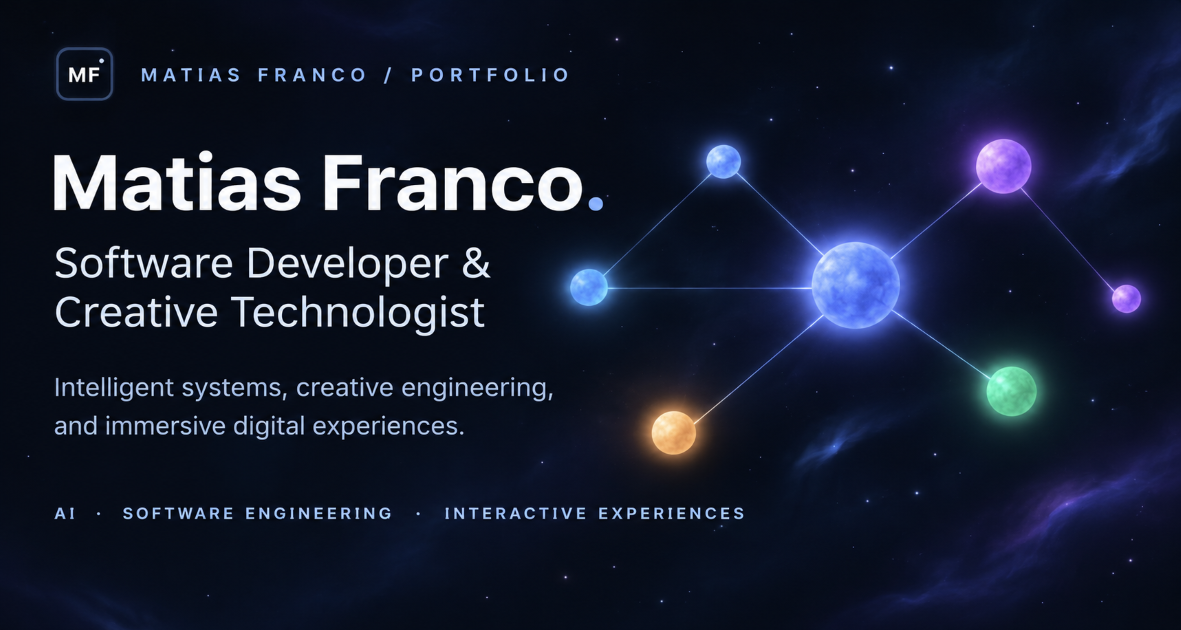 MF
MATIAS FRANCO / PORTFOLIO
Matias Franco.
Software Developer &
Creative Technologist
Intelligent systems, creative engineering,
and immersive digital experiences.
AI · SOFTWARE ENGINEERING · INTERACTIVE EXPERIENCES